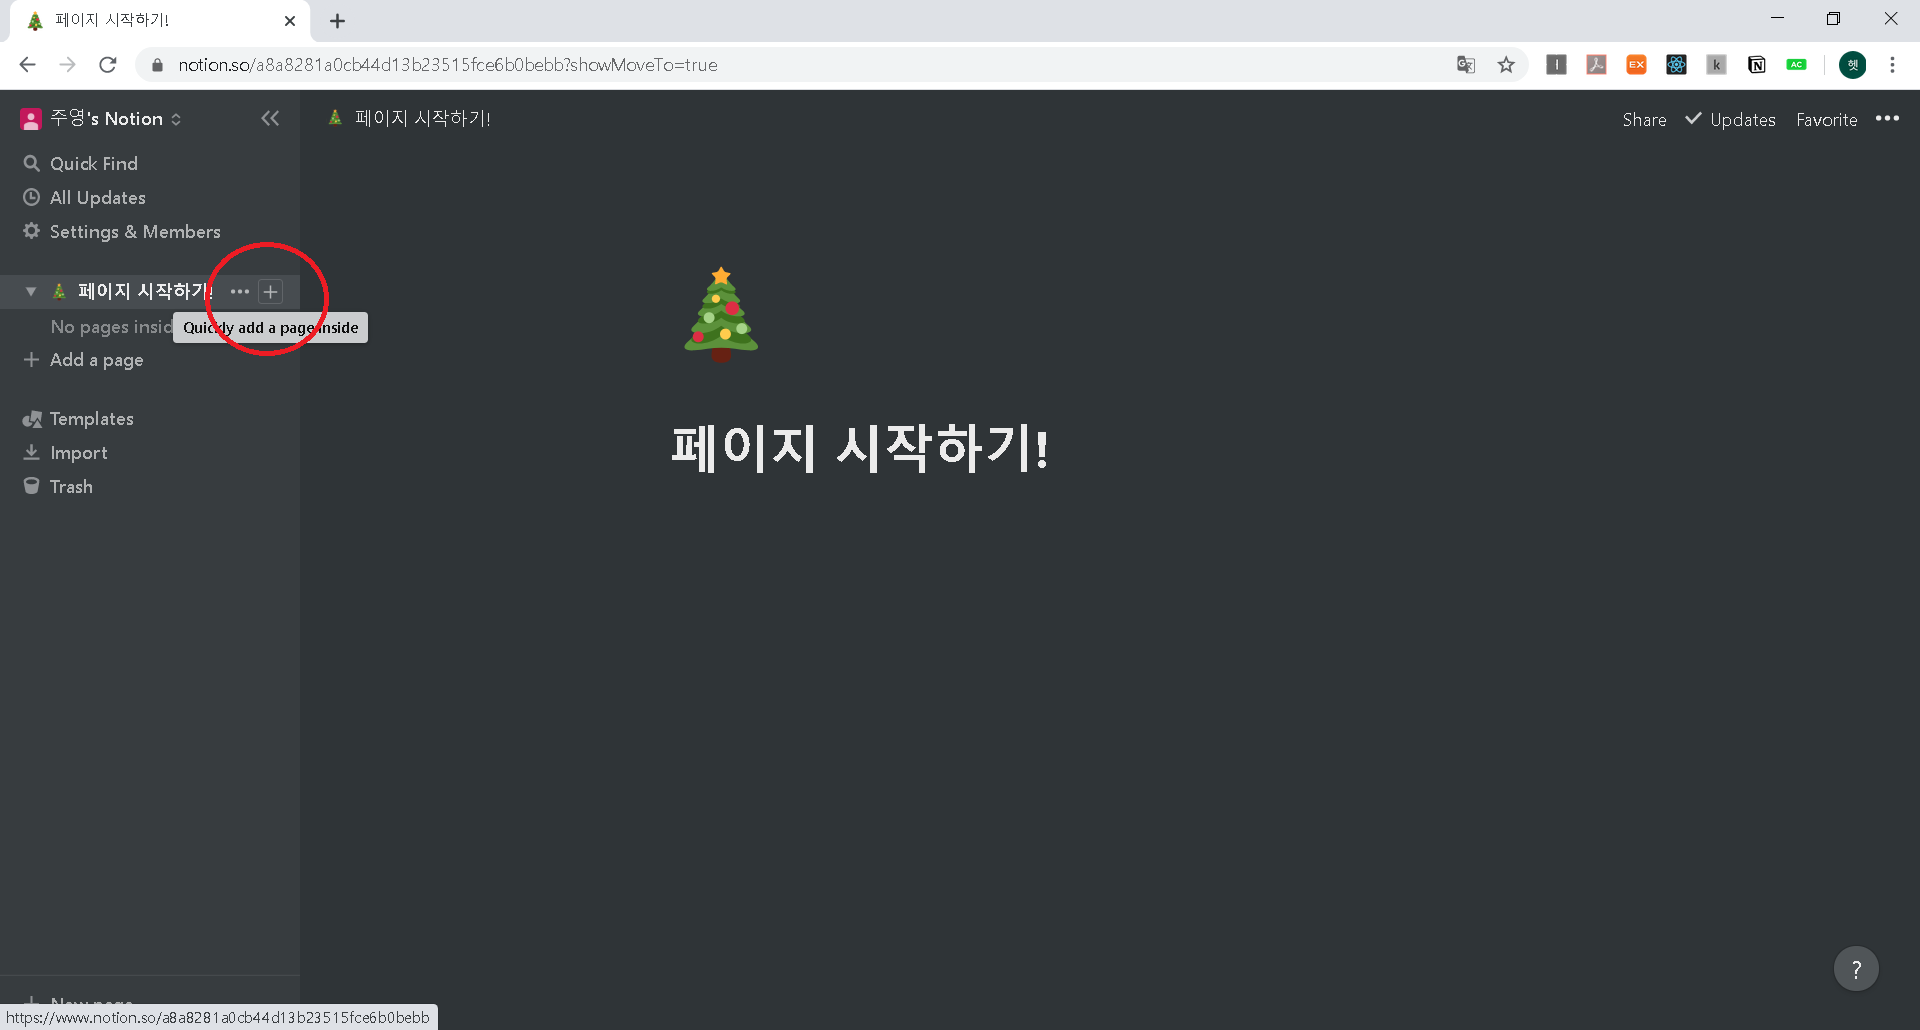 페이지 시작하기!
notion.so/a8a8281a0cb44d13b23515fce6b0bebb?showMoveTo=true
EX
k
N
AC
헷
주영's Notion
페이지 시작하기!
Share
Updates
Favorite
Quick Find
All Updates
Settings & Members
페이지 시작하기!
No pages insid
Quickly add a page inside
Add a page
Templates
Import
Trash
페이지 시작하기!
New page
?
https://www.notion.so/a8a8281a0cb44d13b23515fce6b0bebb